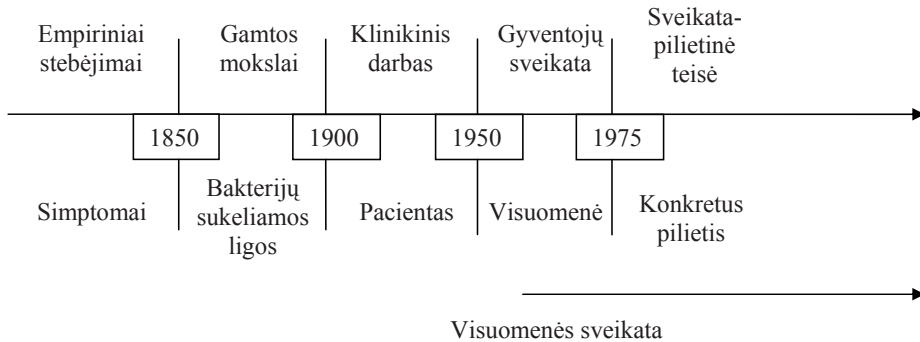 Empiriniai
stebėjimai
Gamtos
mokslai
Klinikinis
darbas
Gyventojų
sveikata
Sveikata-
pilietinė
teisė
1850
1900
1950
1975
Simptomai
Bakterijų
sukeliamos
ligos
Pacientas
Visuomenė
Konkretus
pilietis
Visuomenės sveikata